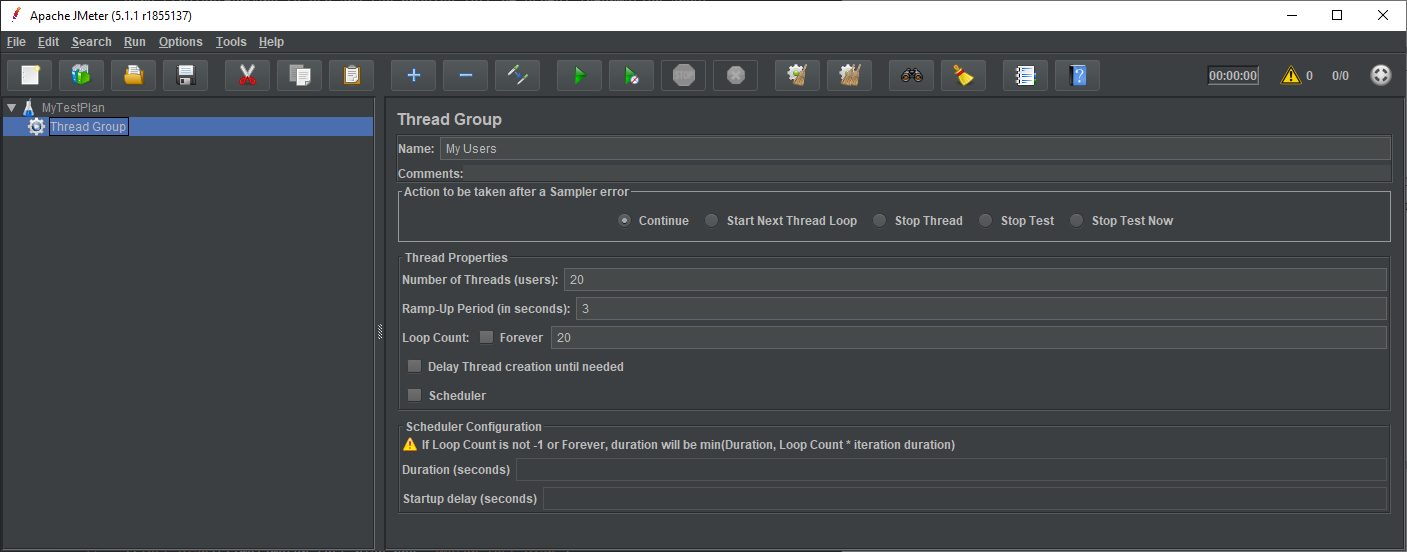 Apache JMeter (5.1.1 r1855137)
File Edit Search Run Options Tools Help
STOP 00:00:00 0 0/0
MyTestPlan
Thread Group
Thread Group
Name: My Users
Comments:
Action to be taken after a Sampler error
Continue Start Next Thread Loop Stop Thread Stop Test Stop Test Now
Thread Properties
Number of Threads (users): 20
Ramp-Up Period (in seconds): 3
Loop Count: Forever 20
Delay Thread creation until needed
Scheduler
Scheduler Configuration
If Loop Count is not -1 or Forever, duration will be min(Duration, Loop Count * iteration duration)
Duration (seconds)
Startup delay (seconds)